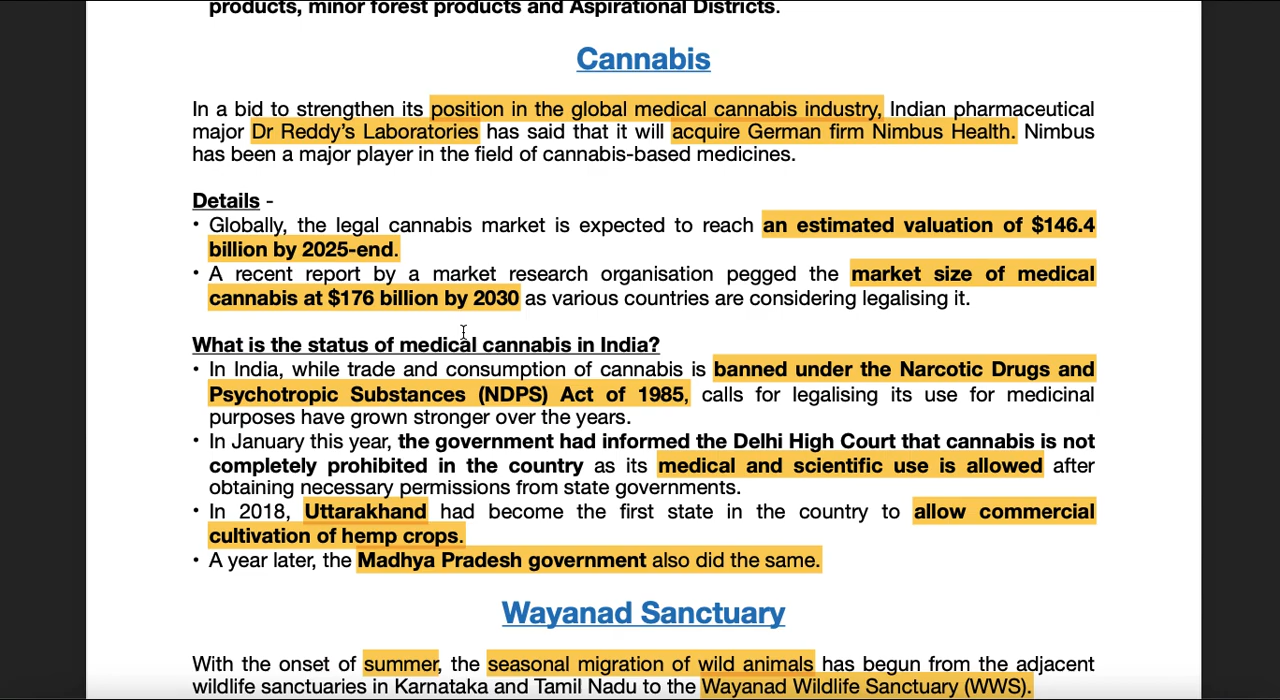 products, minor forest products and Aspirational Districts.
Cannabis
In a bid to strengthen its position in the global medical cannabis industry, Indian pharmaceutical
major Dr Reddy's Laboratories has said that it will acquire German firm Nimbus Health. Nimbus
has been a major player in the field of cannabis-based medicines.
Details -
• Globally, the legal cannabis market is expected to reach an estimated valuation of $146.4
billion by 2025-end.
• A recent report by a market research organisation pegged the market size of medical
cannabis at $176 billion by 2030 as various countries are considering legalising it.
What is the status of medical cannabis in India?
• In India, while trade and consumption of cannabis is banned under the Narcotic Drugs and
Psychotropic Substances (NDPS) Act of 1985, calls for legalising its use for medicinal
purposes have grown stronger over the years.
• In January this year, the government had informed the Delhi High Court that cannabis is not
completely prohibited in the country as its medical and scientific use is allowed after
obtaining necessary permissions from state governments.
• In 2018, Uttarakhand had become the first state in the country to allow commercial
cultivation of hemp crops.
• A year later, the Madhya Pradesh government also did the same.
Wayanad Sanctuary
With the onset of summer, the seasonal migration of wild animals has begun from the adjacent
wildlife sanctuaries in Karnataka and Tamil Nadu to the Wayanad Wildlife Sanctuary (WWS).